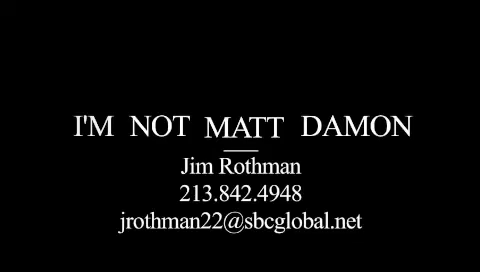 I'M NOT MATT DAMON
Jim Rothman
213.842.4948
jrothman22@sbcglobal.net